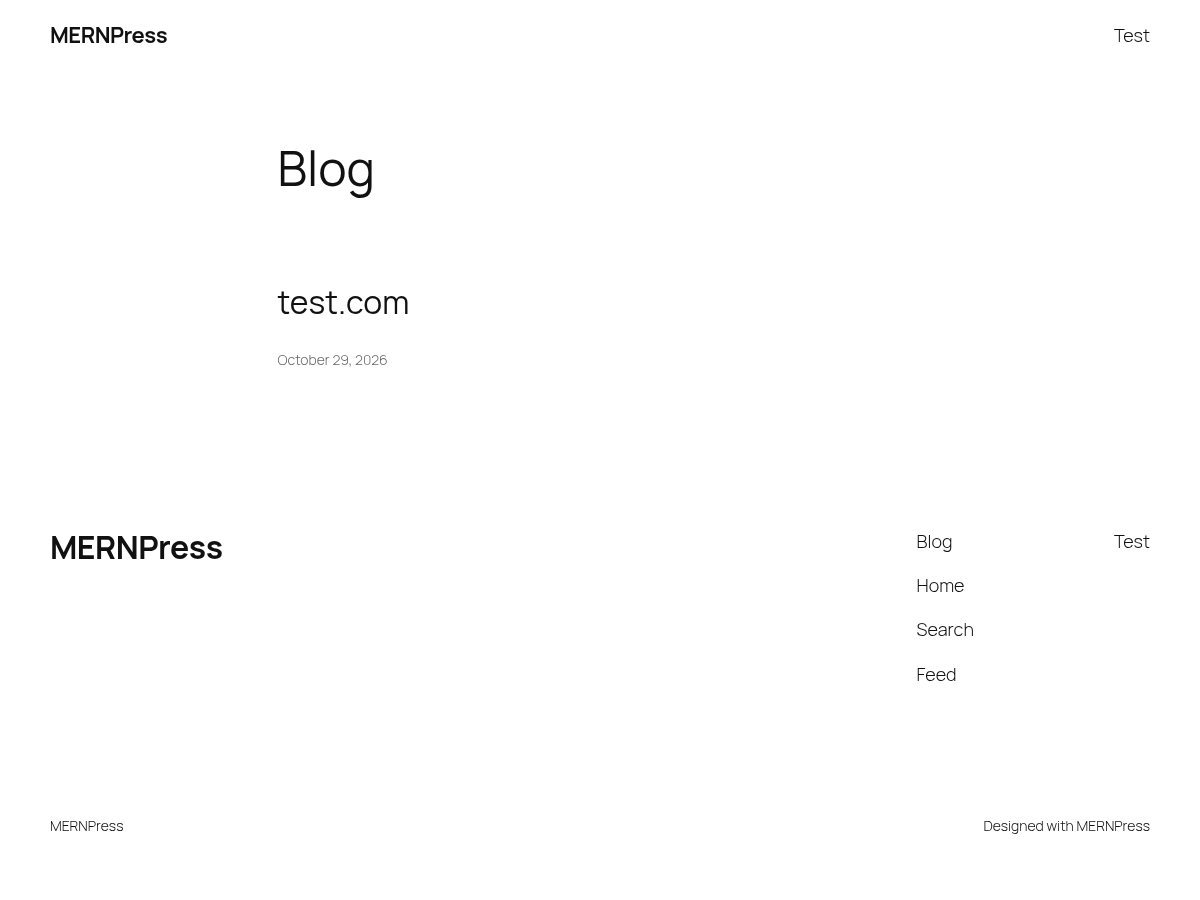 MERNPress
Test
Blog
test.com
October 29, 2026
MERNPress
Blog
Home
Search
Feed
Test
MERNPress
Designed with MERNPress